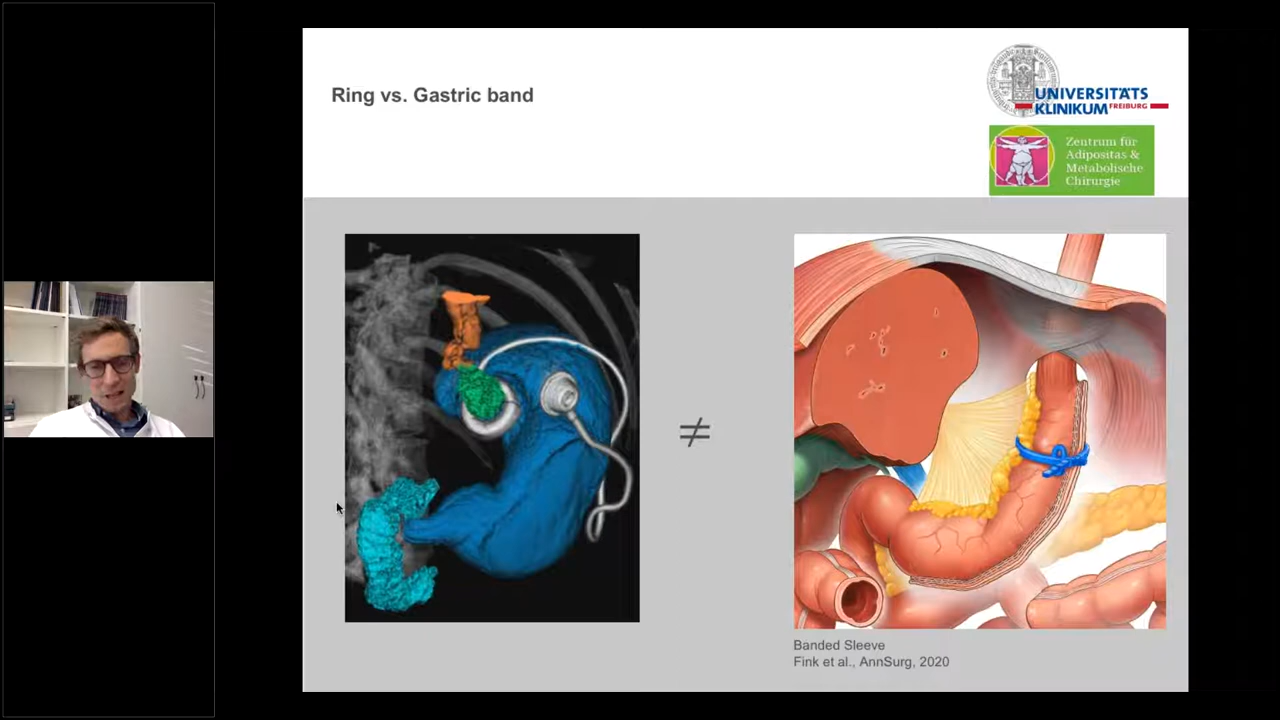 Ring vs. Gastric band
UNIVERSITÄTS
KLINIKUM FREIBURG
Zentrum für
Adipositas &
Metabolische
Chirurgie
≠
Banded Sleeve
Fink et al., AnnSurg, 2020